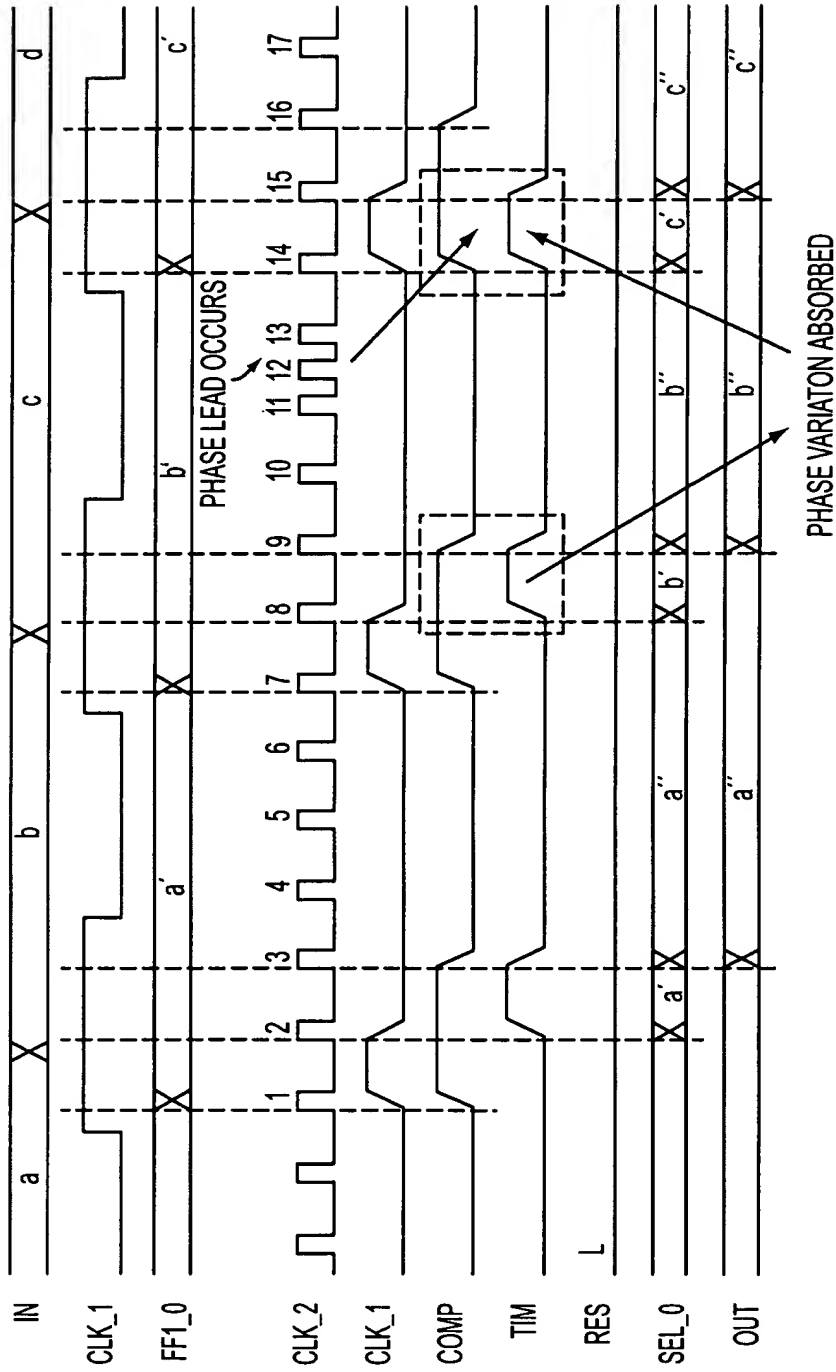 IN a b c d
CLK_1
FF1_0 a' b' c'
PHASE LEAD OCCURS
CLK_2 1 2 3 4 5 6 7 8 9 10 11 12 13 14 15 16 17
CLK_1
COMP
TIM
RES L
SEL_0 a' a'' b' b'' c' c''
OUT a'' b'' c''
PHASE VARIATON ABSORBED